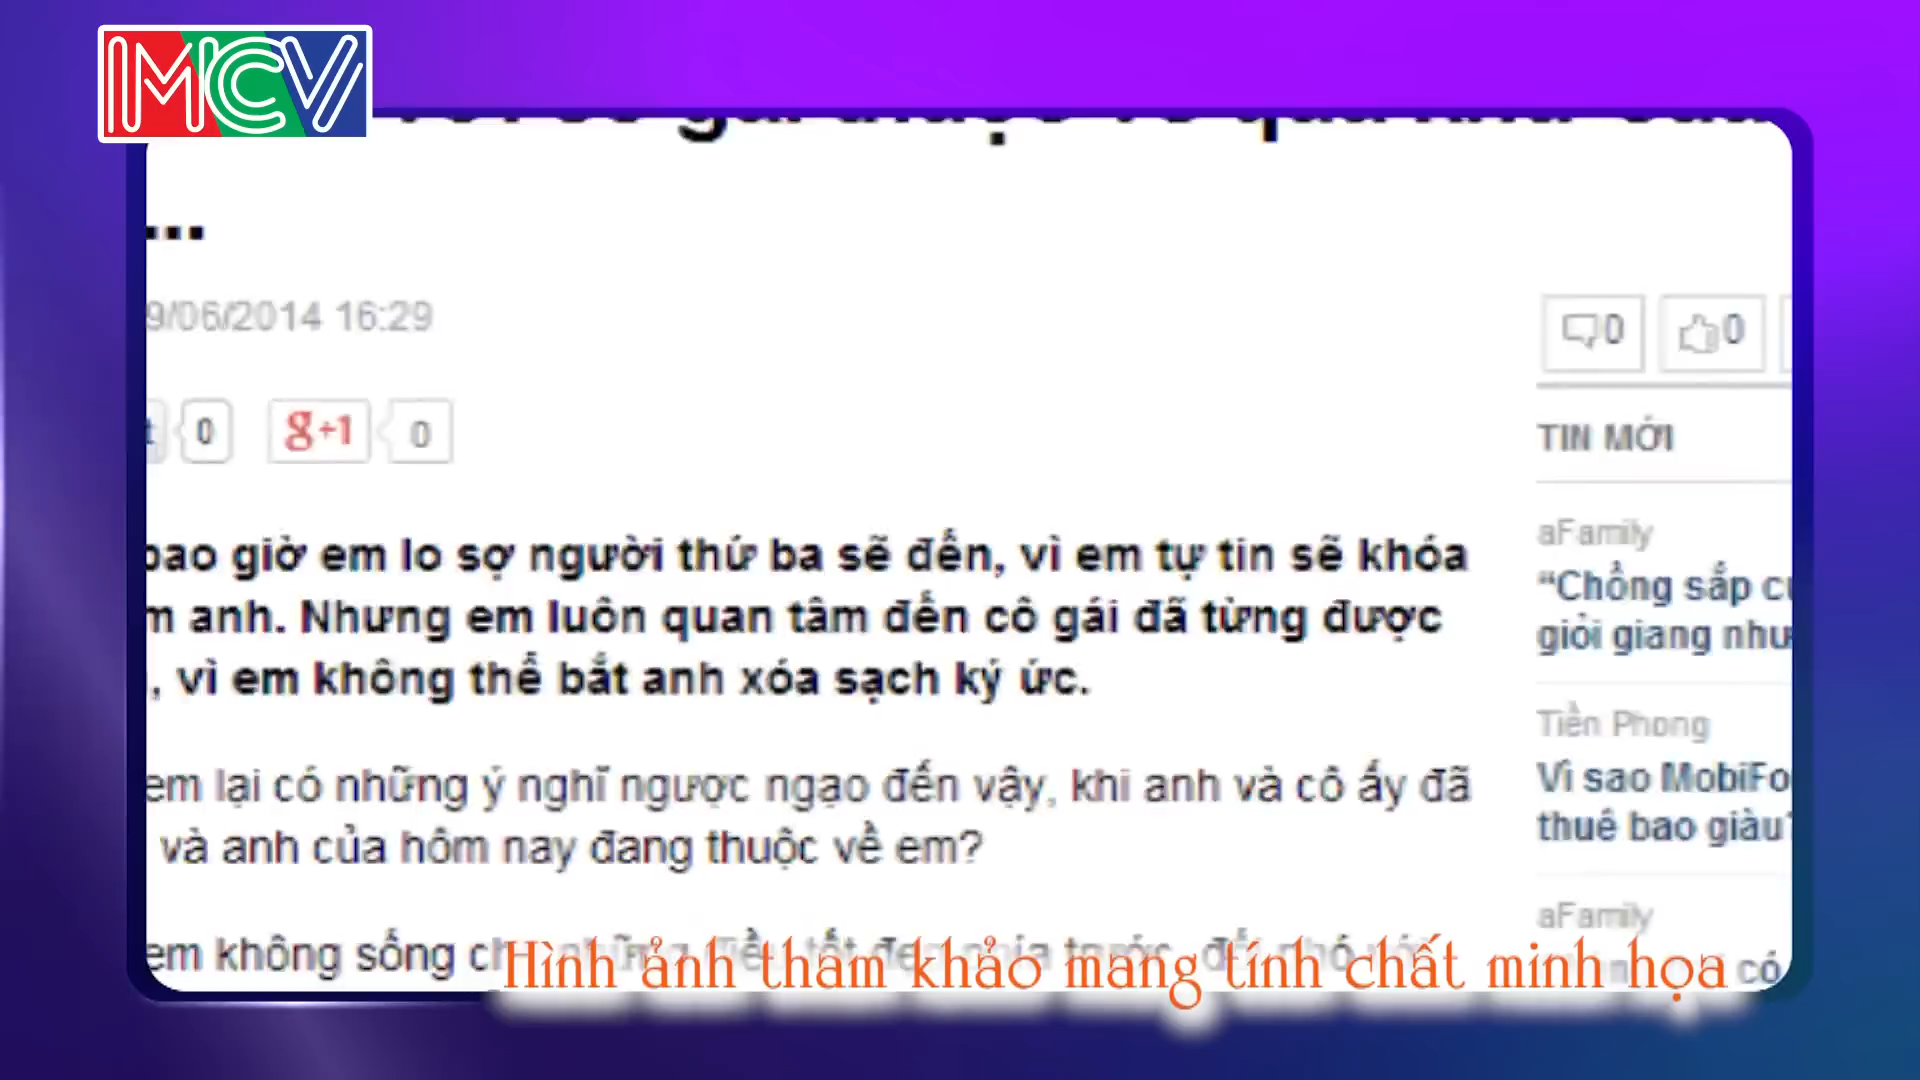 MCV
...
9/06/2014 16:29
0 0
t 0 g+1 0
TIN MỚI
bao giờ em lo sợ người thứ ba sẽ đến, vì em tự tin sẽ khóa
m anh. Nhưng em luôn quan tâm đến cô gái đã từng được
, vì em không thể bắt anh xóa sạch ký ức.
em lại có những ý nghĩ ngược ngạo đến vậy, khi anh và cô ấy đã
và anh của hôm nay đang thuộc về em?
em không sống
aFamily
“Chồng sắp
giỏi giang như
Tiền Phong
Vì sao MobiFo
thuê bao giàu
aFamily
có
Hình ảnh tham khảo mang tính chất minh họa